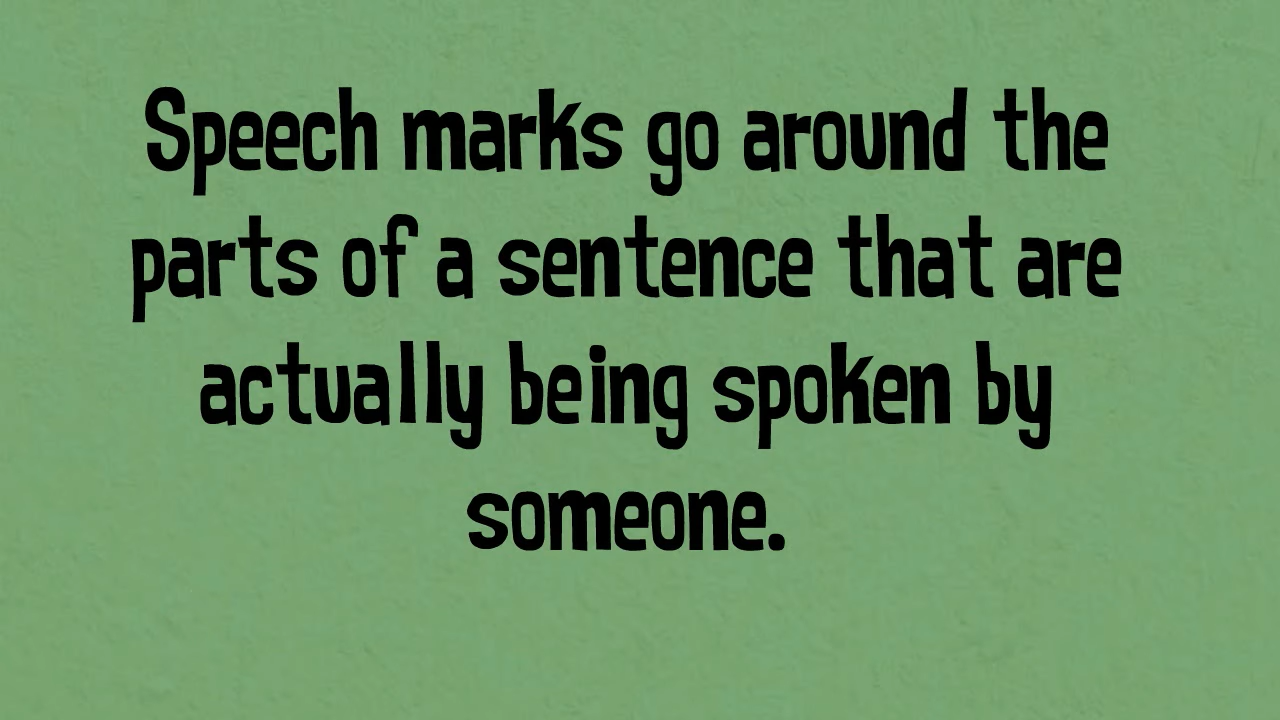 Speech marks go around the
parts of a sentence that are
actually being spoken by
someone.